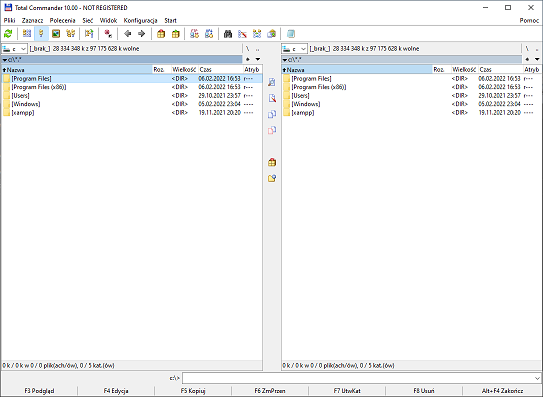 Total Commander 10.00 - NOT REGISTERED
Pliki Zaznacz Polecenia Sieć Widok Konfiguracja Start Pomoc
c [_brak_] 28 334 348 k z 97 175 628 k wolne \ .. c [_brak_] 28 334 348 k z 97 175 628 k wolne \ ..
c:\*.* * c:\*.* *
Nazwa Roz. Wielkość Czas Atryb Nazwa Roz. Wielkość Czas Atryb
[Program Files] <DIR> 06.02.2022 16:53 r--- [Program Files] <DIR> 06.02.2022 16:53 r---
[Program Files (x86)] <DIR> 06.02.2022 16:53 r--- [Program Files (x86)] <DIR> 06.02.2022 16:53 r---
[Users] <DIR> 29.10.2021 23:57 r--- [Users] <DIR> 29.10.2021 23:57 r---
[Windows] <DIR> 05.02.2022 23:04 ---- [Windows] <DIR> 05.02.2022 23:04 ----
[xampp] <DIR> 19.11.2021 20:20 ---- [xampp] <DIR> 19.11.2021 20:20 ----
0 k / 0 k w 0 / 0 plik(ach/ów), 0 / 5 kat.(ów) 0 k / 0 k w 0 / 0 plik(ach/ów), 0 / 5 kat.(ów)
c:\>
F3 Podgląd F4 Edycja F5 Kopiuj F6 ZmPrzen F7 UtwKat F8 Usuń Alt+F4 Zakończ